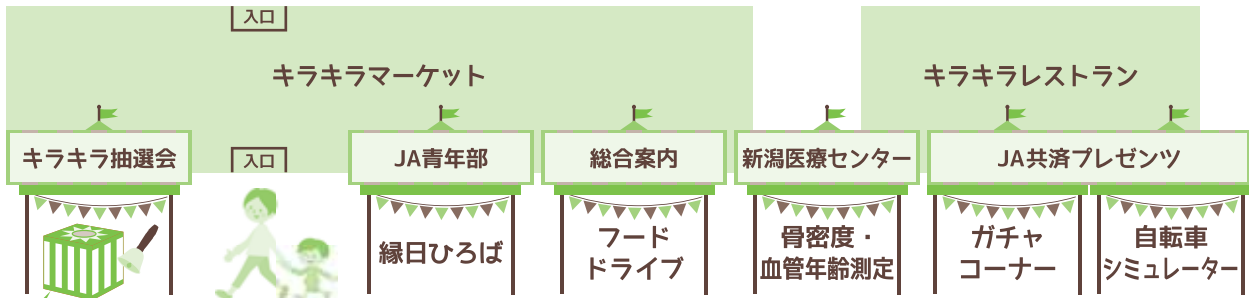 入口
キラキラマーケット
キラキラレストラン
キラキラ抽選会
入口
JA青年部
総合案内
新潟医療センター
JA共済プレゼンツ
縁日ひろば
フード
ドライブ
骨密度・
血管年齢測定
ガチャ
コーナー
自転車
シミュレーター